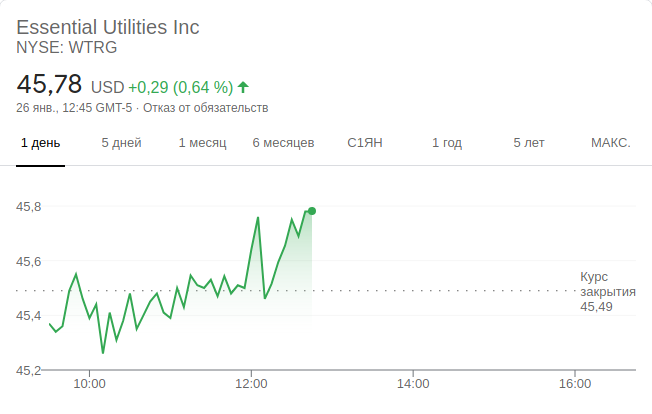 Essential Utilities Inc
NYSE: WTRG
45,78 USD +0,29 (0,64 %)
26 янв., 12:45 GMT-5 · Отказ от обязательств
1 день 5 дней 1 месяц 6 месяцев С1ЯН 1 год 5 лет МАКС.
45,8
45,6
45,4
45,2
Курс
закрытия
45,49
10:00 12:00 14:00 16:00